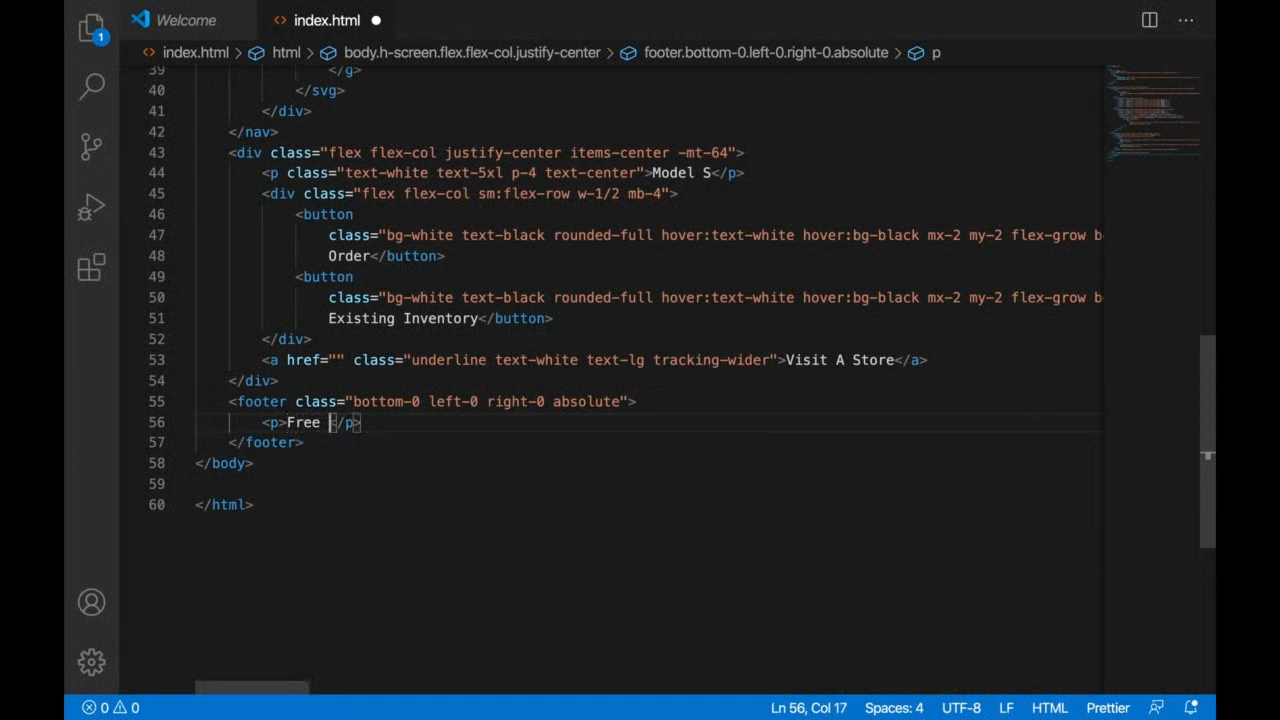 Welcome
index.html
1
index.html > html > body.h-screen.flex.flex-col.justify-center > footer.bottom-0.left-0.right-0.absolute > p
39 </g>
40 </svg>
41 </div>
42 </nav>
43 <div class="flex flex-col justify-center items-center -mt-64">
44 <p class="text-white text-5xl p-4 text-center">Model S</p>
45 <div class="flex flex-col sm:flex-row w-1/2 mb-4">
46 <button
47 class="bg-white text-black rounded-full hover:text-white hover:bg-black mx-2 my-2 flex-grow
48 Order</button>
49 <button
50 class="bg-white text-black rounded-full hover:text-white hover:bg-black mx-2 my-2 flex-grow
51 Existing Inventory</button>
52 </div>
53 <a href="" class="underline text-white text-lg tracking-wider">Visit A Store</a>
54 </div>
55 <footer class="bottom-0 left-0 right-0 absolute">
56 <p>Free </p>
57 </footer>
58 </body>
59
60 </html>
0 0 Ln 56, Col 17 Spaces: 4 UTF-8 LF HTML Prettier